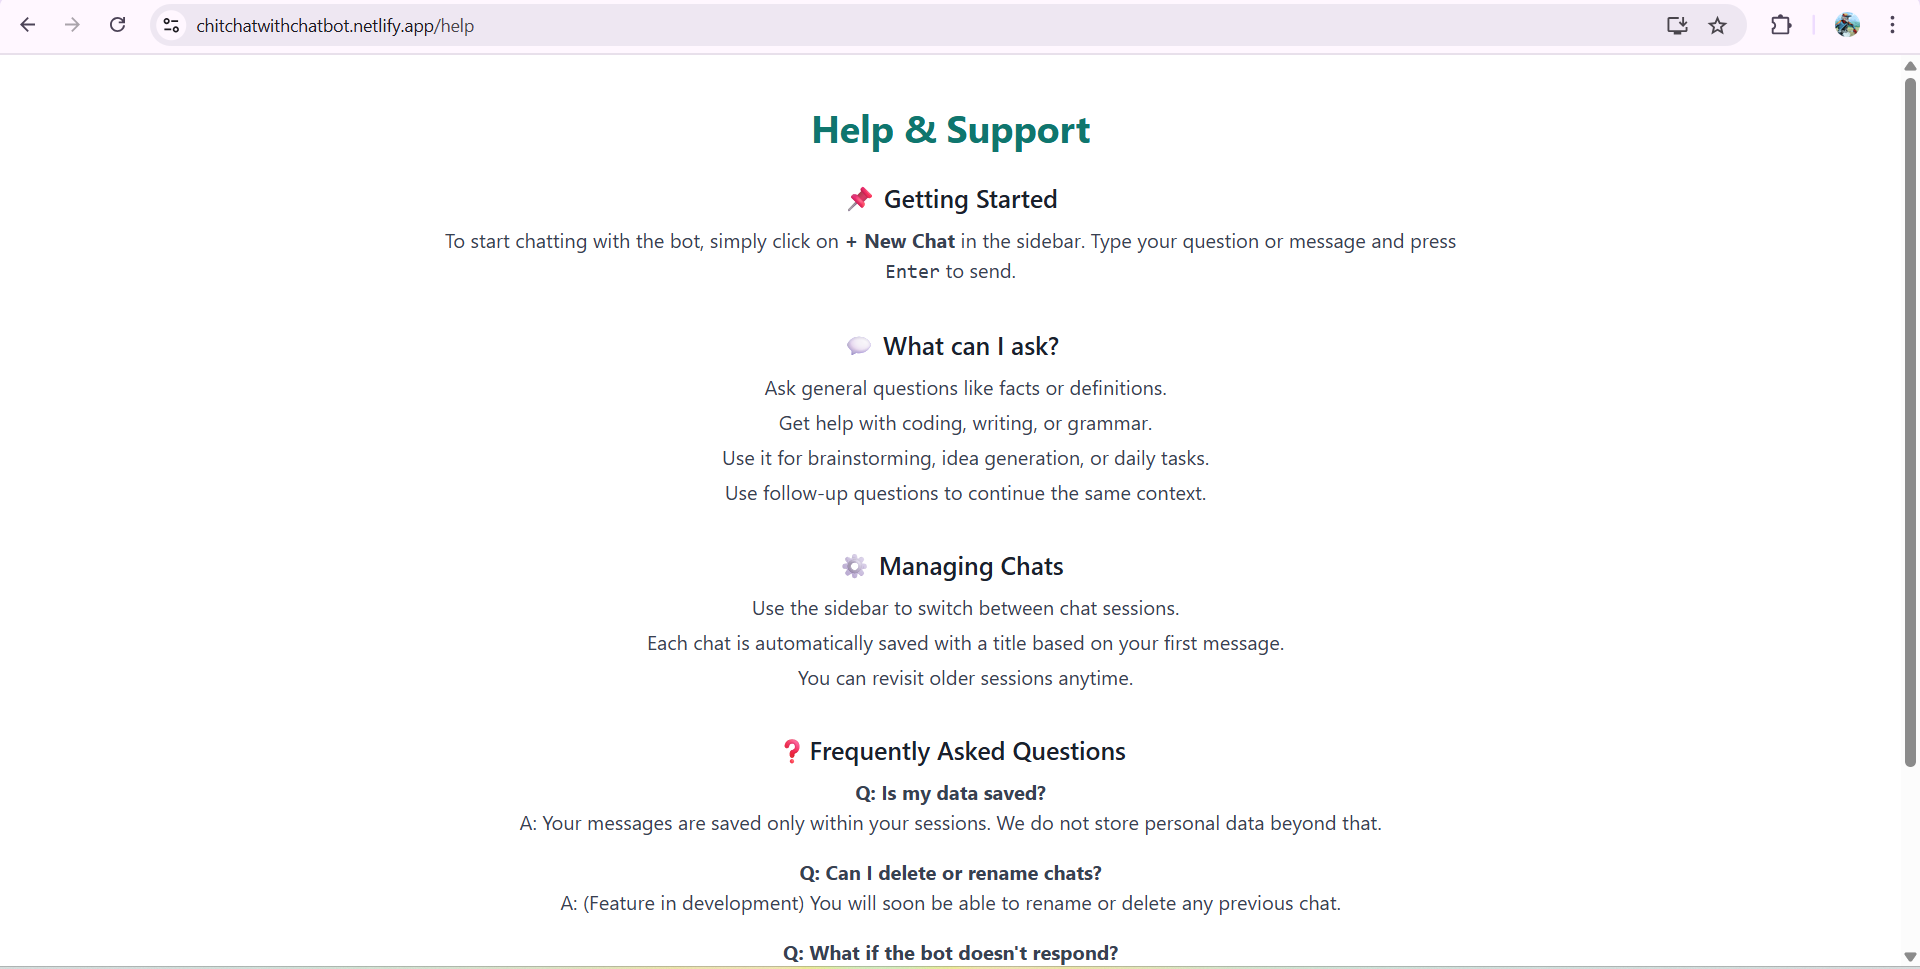 chitchatwithchatbot.netlify.app/help
Help & Support
📌 Getting Started
To start chatting with the bot, simply click on + New Chat in the sidebar. Type your question or message and press
Enter to send.
💬 What can I ask?
Ask general questions like facts or definitions.
Get help with coding, writing, or grammar.
Use it for brainstorming, idea generation, or daily tasks.
Use follow-up questions to continue the same context.
⚙️ Managing Chats
Use the sidebar to switch between chat sessions.
Each chat is automatically saved with a title based on your first message.
You can revisit older sessions anytime.
❓ Frequently Asked Questions
Q: Is my data saved?
A: Your messages are saved only within your sessions. We do not store personal data beyond that.
Q: Can I delete or rename chats?
A: (Feature in development) You will soon be able to rename or delete any previous chat.
Q: What if the bot doesn't respond?